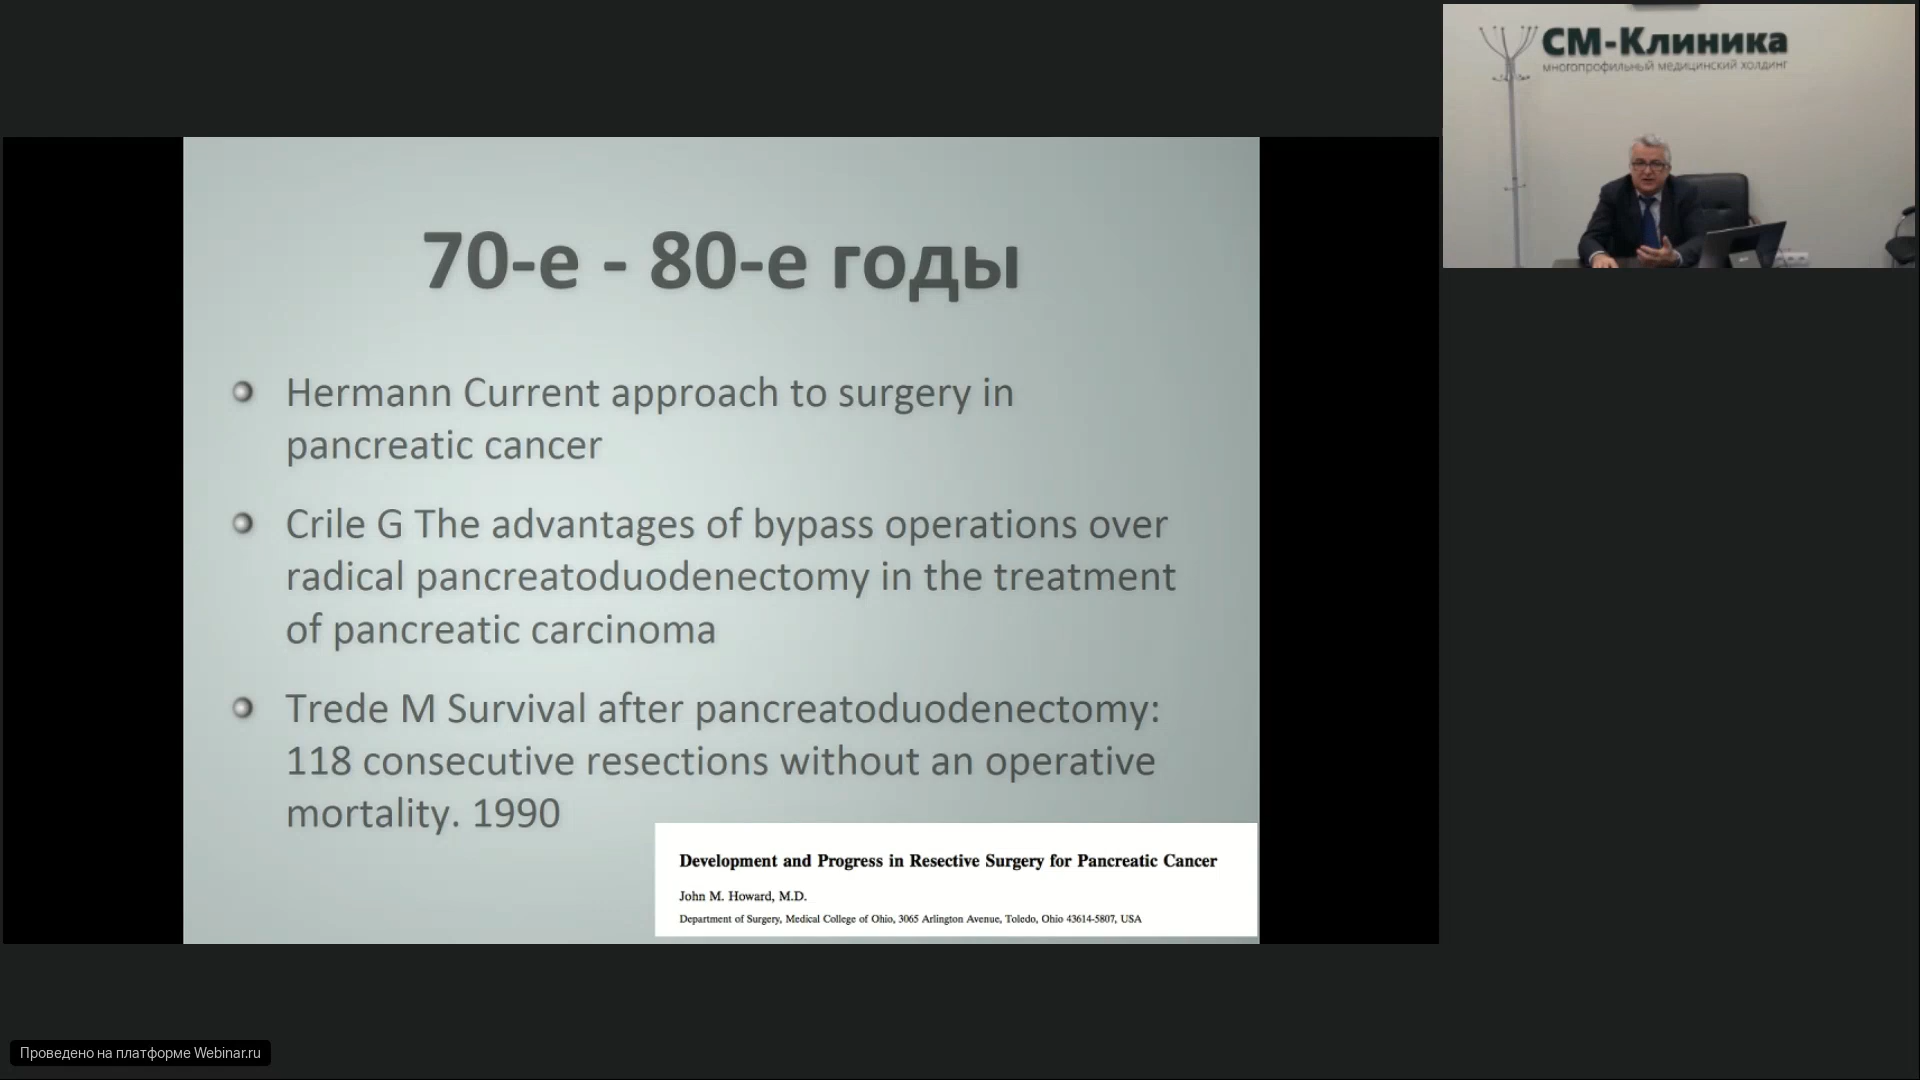 СМ-Клиника
многопрофильный медицинский холдинг
70-е - 80-е годы
Hermann Current approach to surgery in
pancreatic cancer
Crile G The advantages of bypass operations over
radical pancreatoduodenectomy in the treatment
of pancreatic carcinoma
Trede M Survival after pancreatoduodenectomy:
118 consecutive resections without an operative
mortality. 1990
Development and Progress in Resective Surgery for Pancreatic Cancer
John M. Howard, M.D.
Department of Surgery, Medical College of Ohio, 3065 Arlington Avenue, Toledo, Ohio 43614-5807, USA
Проведено на платформе Webinar.ru